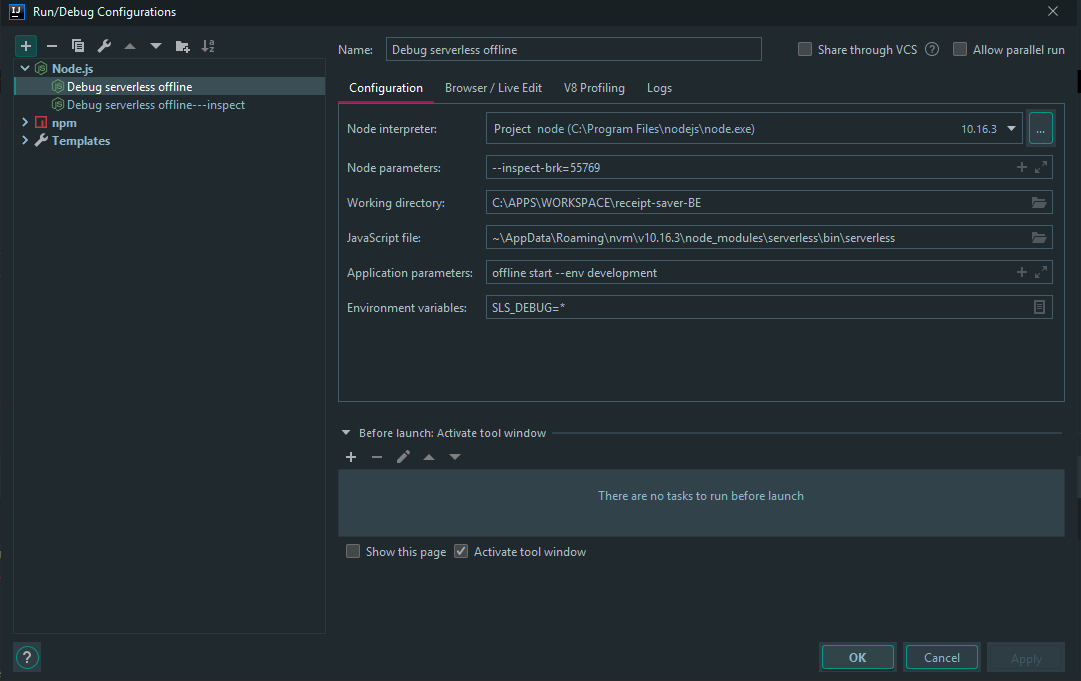 IJ Run/Debug Configurations
Node.js
Debug serverless offline
Debug serverless offline---inspect
npm
Templates
Name: Debug serverless offline
Share through VCS ?
Allow parallel run
Configuration Browser / Live Edit V8 Profiling Logs
Node interpreter: Project node (C:\Program Files\nodejs\node.exe) 10.16.3 ...
Node parameters: --inspect-brk=55769
Working directory: C:\APPS\WORKSPACE\receipt-saver-BE
JavaScript file: ~\AppData\Roaming\nvm\v10.16.3\node_modules\serverless\bin\serverless
Application parameters: offline start --env development
Environment variables: SLS_DEBUG=*
Before launch: Activate tool window
There are no tasks to run before launch
Show this page Activate tool window
? OK Cancel Apply